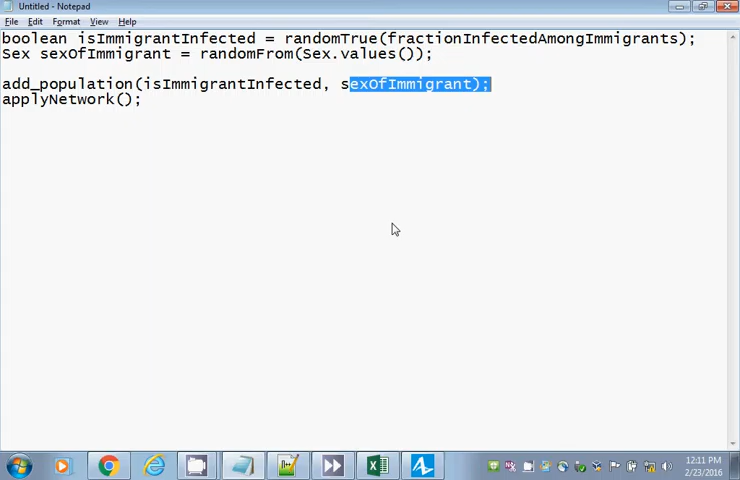 Untitled - Notepad
File Edit Format View Help
boolean isImmigrantInfected = randomTrue(fractionInfectedAmongImmigrants);
Sex sexOfImmigrant = randomFrom(Sex.values());
add_population(isImmigrantInfected, sexOfImmigrant);
applyNetwork();
12:11 PM
2/23/2016